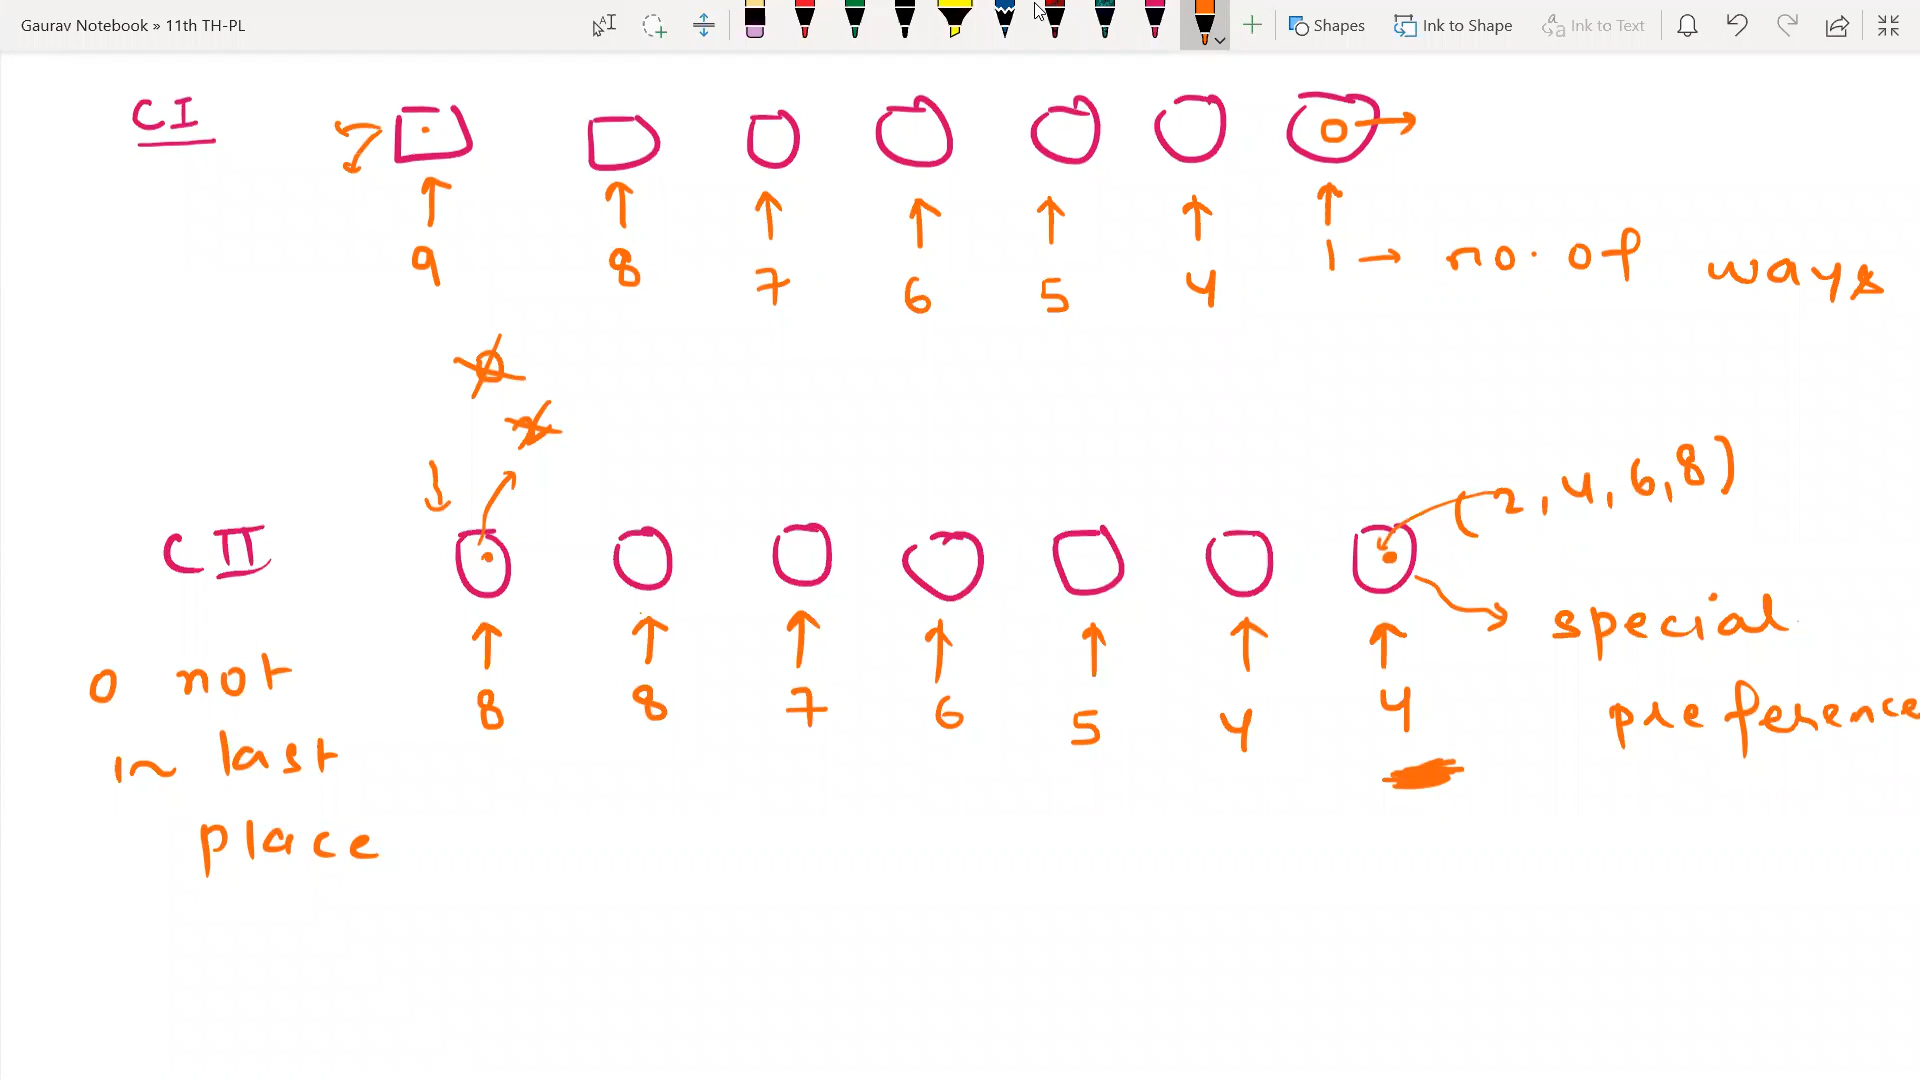 Gaurav Notebook » 11th TH-PL
Shapes
Ink to Shape
Ink to Text
CI
0
9 8 7 6 5 4 1 → no. of ways
0
(2, 4, 6, 8)
CII
special
preference
8 8 7 6 5 4 4
0 not
in last
place